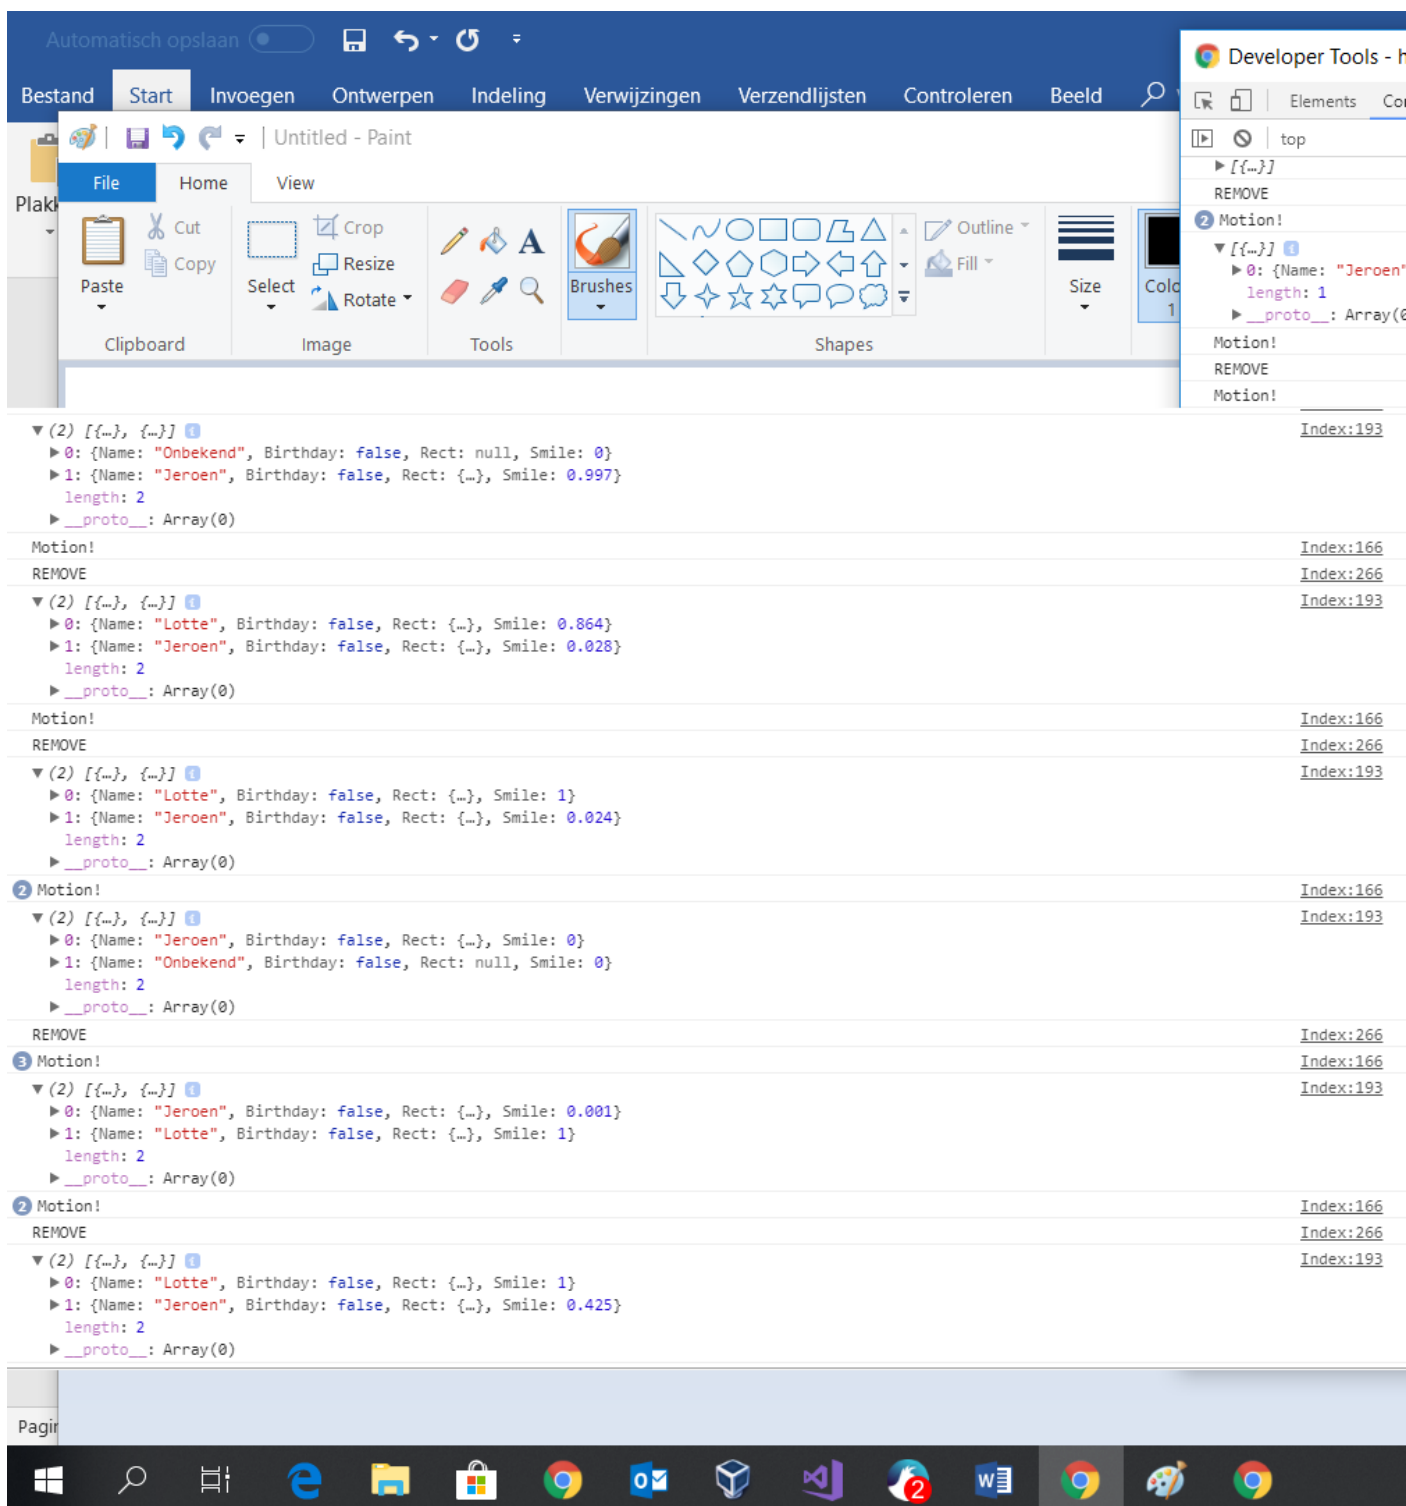 Automatisch opslaan
Bestand Start Invoegen Ontwerpen Indeling Verwijzingen Verzendlijsten Controleren Beeld
Untitled - Paint
File Home View
Cut
Copy
Paste
Clipboard
Select
Crop
Resize
Rotate
Image
Tools
Brushes
Shapes
Outline
Fill
Size
1
Developer Tools - h
Elements
top
[{…}]
REMOVE
2 Motion!
[{…}] i
0: {Name: "Jeroen"
length: 1
__proto__: Array(0
Motion!
REMOVE
Motion!
(2) [{…}, {…}] i Index:193
0: {Name: "Onbekend", Birthday: false, Rect: null, Smile: 0}
1: {Name: "Jeroen", Birthday: false, Rect: {…}, Smile: 0.997}
length: 2
__proto__: Array(0)
Motion! Index:166
REMOVE Index:266
(2) [{…}, {…}] i Index:193
0: {Name: "Lotte", Birthday: false, Rect: {…}, Smile: 0.864}
1: {Name: "Jeroen", Birthday: false, Rect: {…}, Smile: 0.028}
length: 2
__proto__: Array(0)
Motion! Index:166
REMOVE Index:266
(2) [{…}, {…}] i Index:193
0: {Name: "Lotte", Birthday: false, Rect: {…}, Smile: 1}
1: {Name: "Jeroen", Birthday: false, Rect: {…}, Smile: 0.024}
length: 2
__proto__: Array(0)
2 Motion! Index:166
(2) [{…}, {…}] i Index:193
0: {Name: "Jeroen", Birthday: false, Rect: {…}, Smile: 0}
1: {Name: "Onbekend", Birthday: false, Rect: null, Smile: 0}
length: 2
__proto__: Array(0)
REMOVE Index:266
3 Motion! Index:166
(2) [{…}, {…}] i Index:193
0: {Name: "Jeroen", Birthday: false, Rect: {…}, Smile: 0.001}
1: {Name: "Lotte", Birthday: false, Rect: {…}, Smile: 1}
length: 2
__proto__: Array(0)
2 Motion! Index:166
REMOVE Index:266
(2) [{…}, {…}] i Index:193
0: {Name: "Lotte", Birthday: false, Rect: {…}, Smile: 1}
1: {Name: "Jeroen", Birthday: false, Rect: {…}, Smile: 0.425}
length: 2
__proto__: Array(0)
2